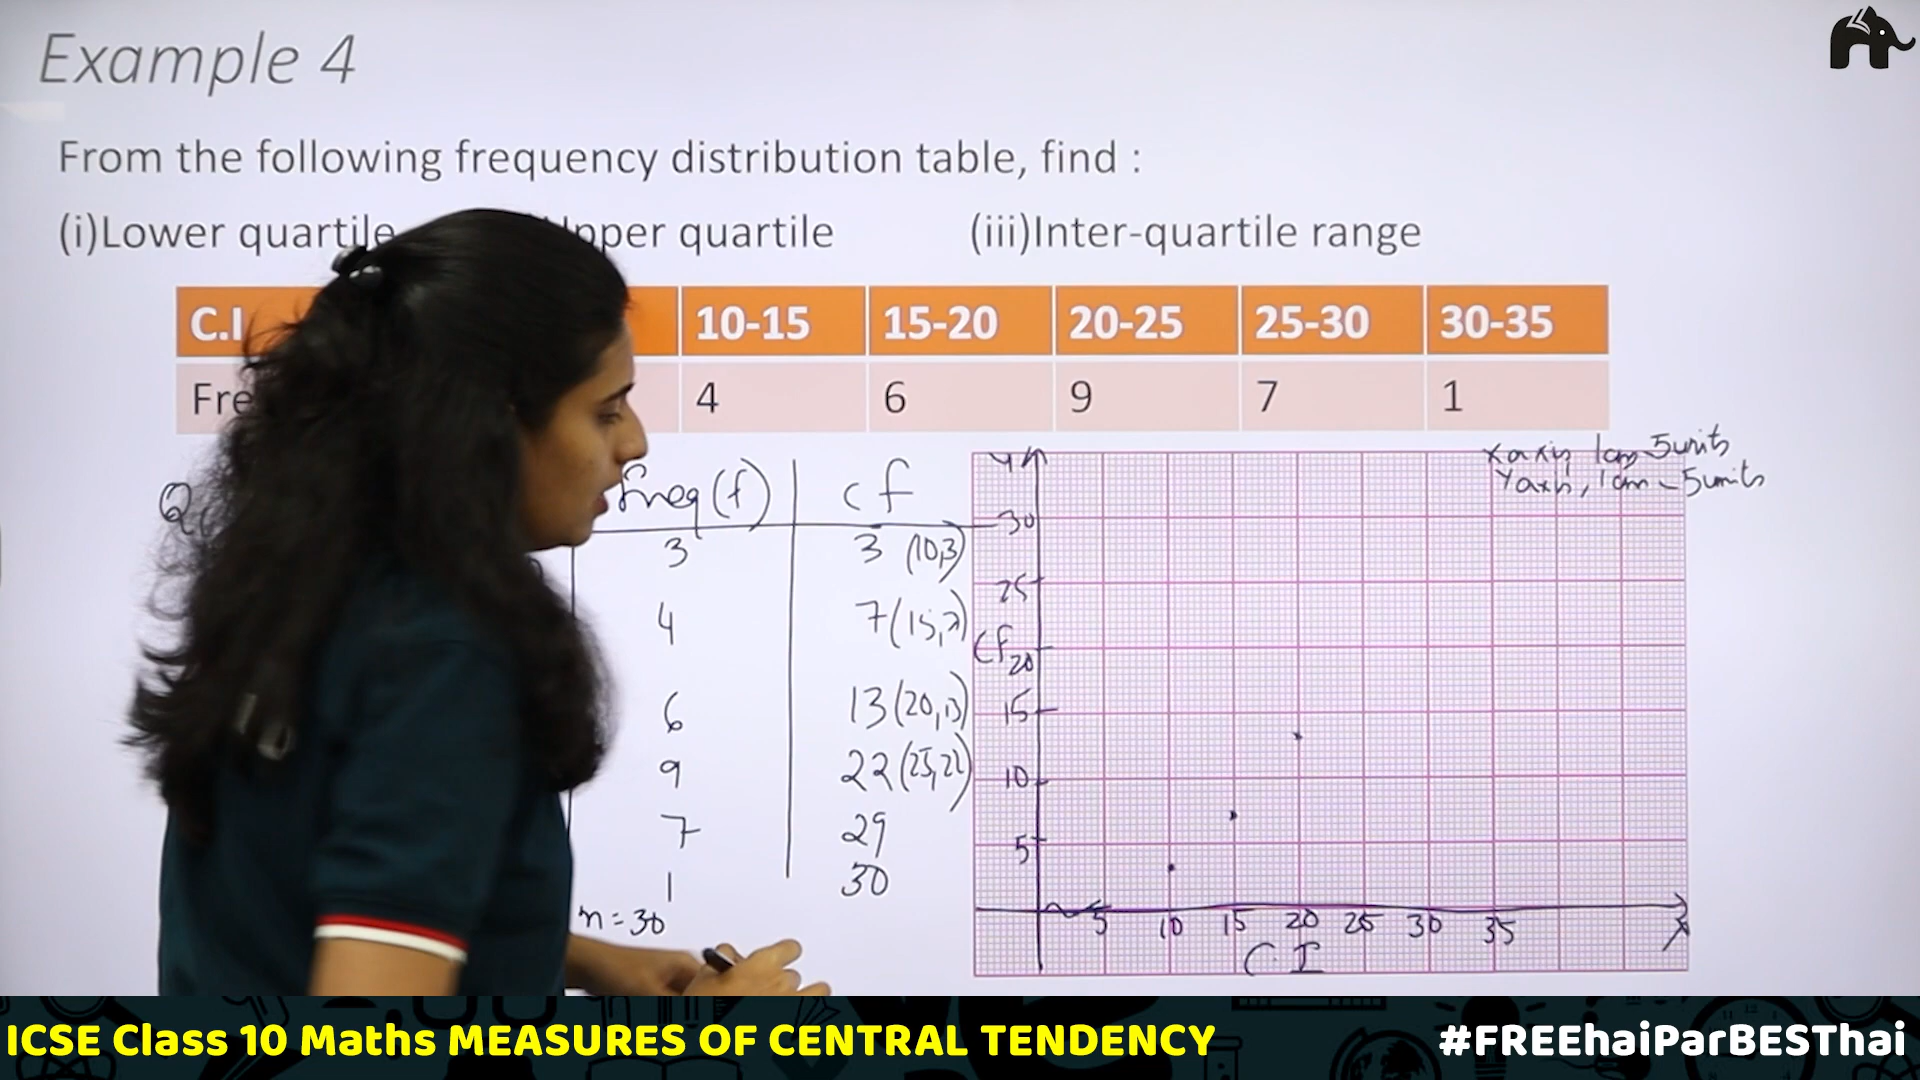 Example 4
From the following frequency distribution table, find :
(i)Lower quartile pper quartile (iii)Inter-quartile range
C.I 10-15 15-20 20-25 25-30 30-35
Fre 4 6 9 7 1
x axis, 1cm 5units
Y axis, 1cm - 5units
freq (f) cf
3 3 (10,3)
4 7 (15,7)
6 13 (20,13)
9 22 (25,22)
7 29
1 30
n = 30
Y
30
25
cf 20
15
10
5
5 10 15 20 25 30 35 X
C.I
ICSE Class 10 Maths MEASURES OF CENTRAL TENDENCY #FREEhaiParBESThai